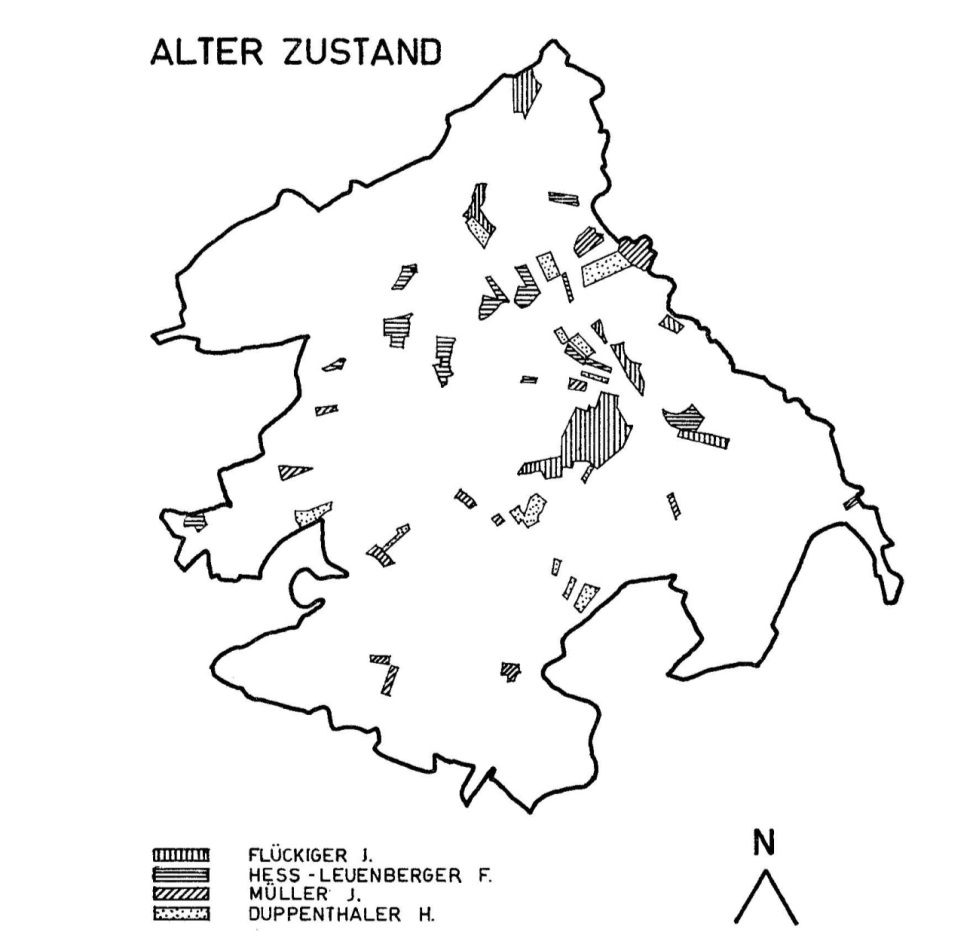 ALTER ZUSTAND
N
FLÜCKIGER J.
HESS-LEUENBERGER F.
MÜLLER J.
DUPPENTHALER H.